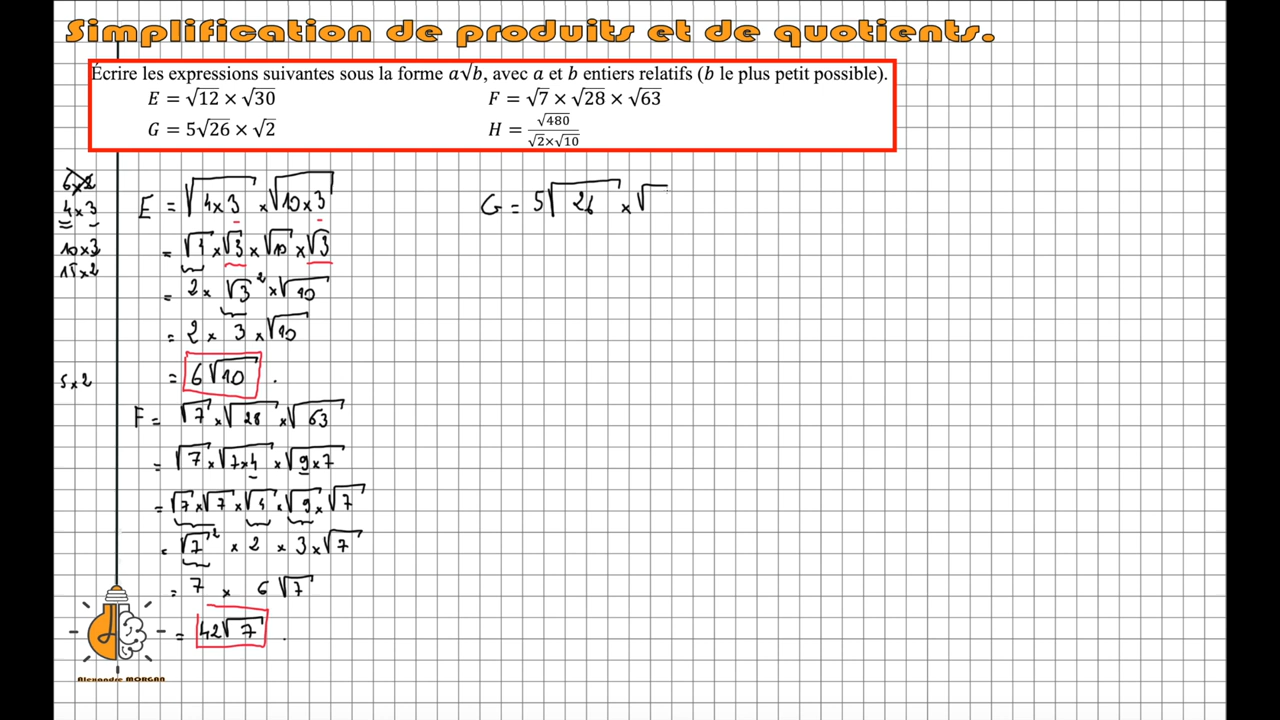 Simplification de produits et de quotients.
Écrire les expressions suivantes sous la forme a√b, avec a et b entiers relatifs (b le plus petit possible).
E = √12 × √30
F = √7 × √28 × √63
G = 5√26 × √2
H = √480 / (√2×√10)
6×2
4×3
10×3
15×2
5×2
E = √(4×3) × √(10×3)
= √4 × √3 × √10 × √3
= 2 × √3² × √10
= 2 × 3 × √10
= 6√10 .
F = √7 × √28 × √63
= √7 × √(7×4) × √(9×7)
= √7 × √7 × √4 × √9 × √7
= √7² × 2 × 3 × √7
= 7 × 6 √7
= 42√7 .
G = 5√26 × √
Alexandre MORGAN